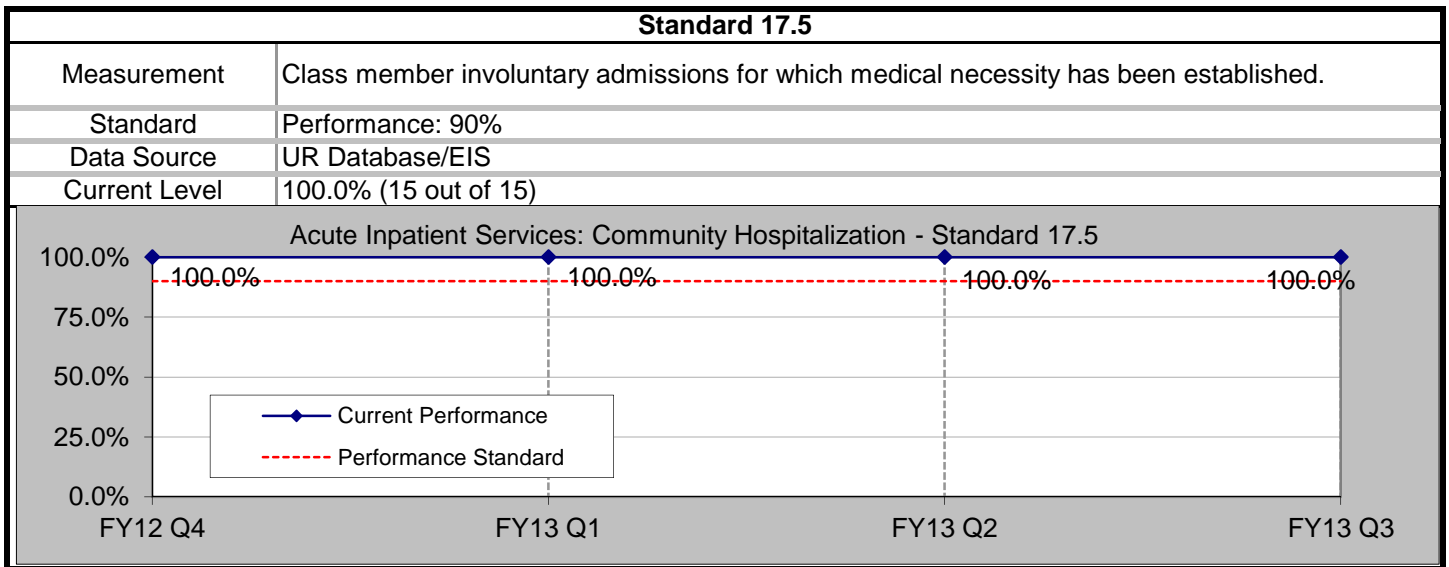 Standard 17.5
Measurement Class member involuntary admissions for which medical necessity has been established.
Standard Performance: 90%
Data Source UR Database/EIS
Current Level 100.0% (15 out of 15)
Acute Inpatient Services: Community Hospitalization - Standard 17.5
100.0%
100.0% 100.0% 100.0% 100.0%
75.0%
50.0%
Current Performance
25.0%
Performance Standard
0.0%
FY12 Q4 FY13 Q1 FY13 Q2 FY13 Q3